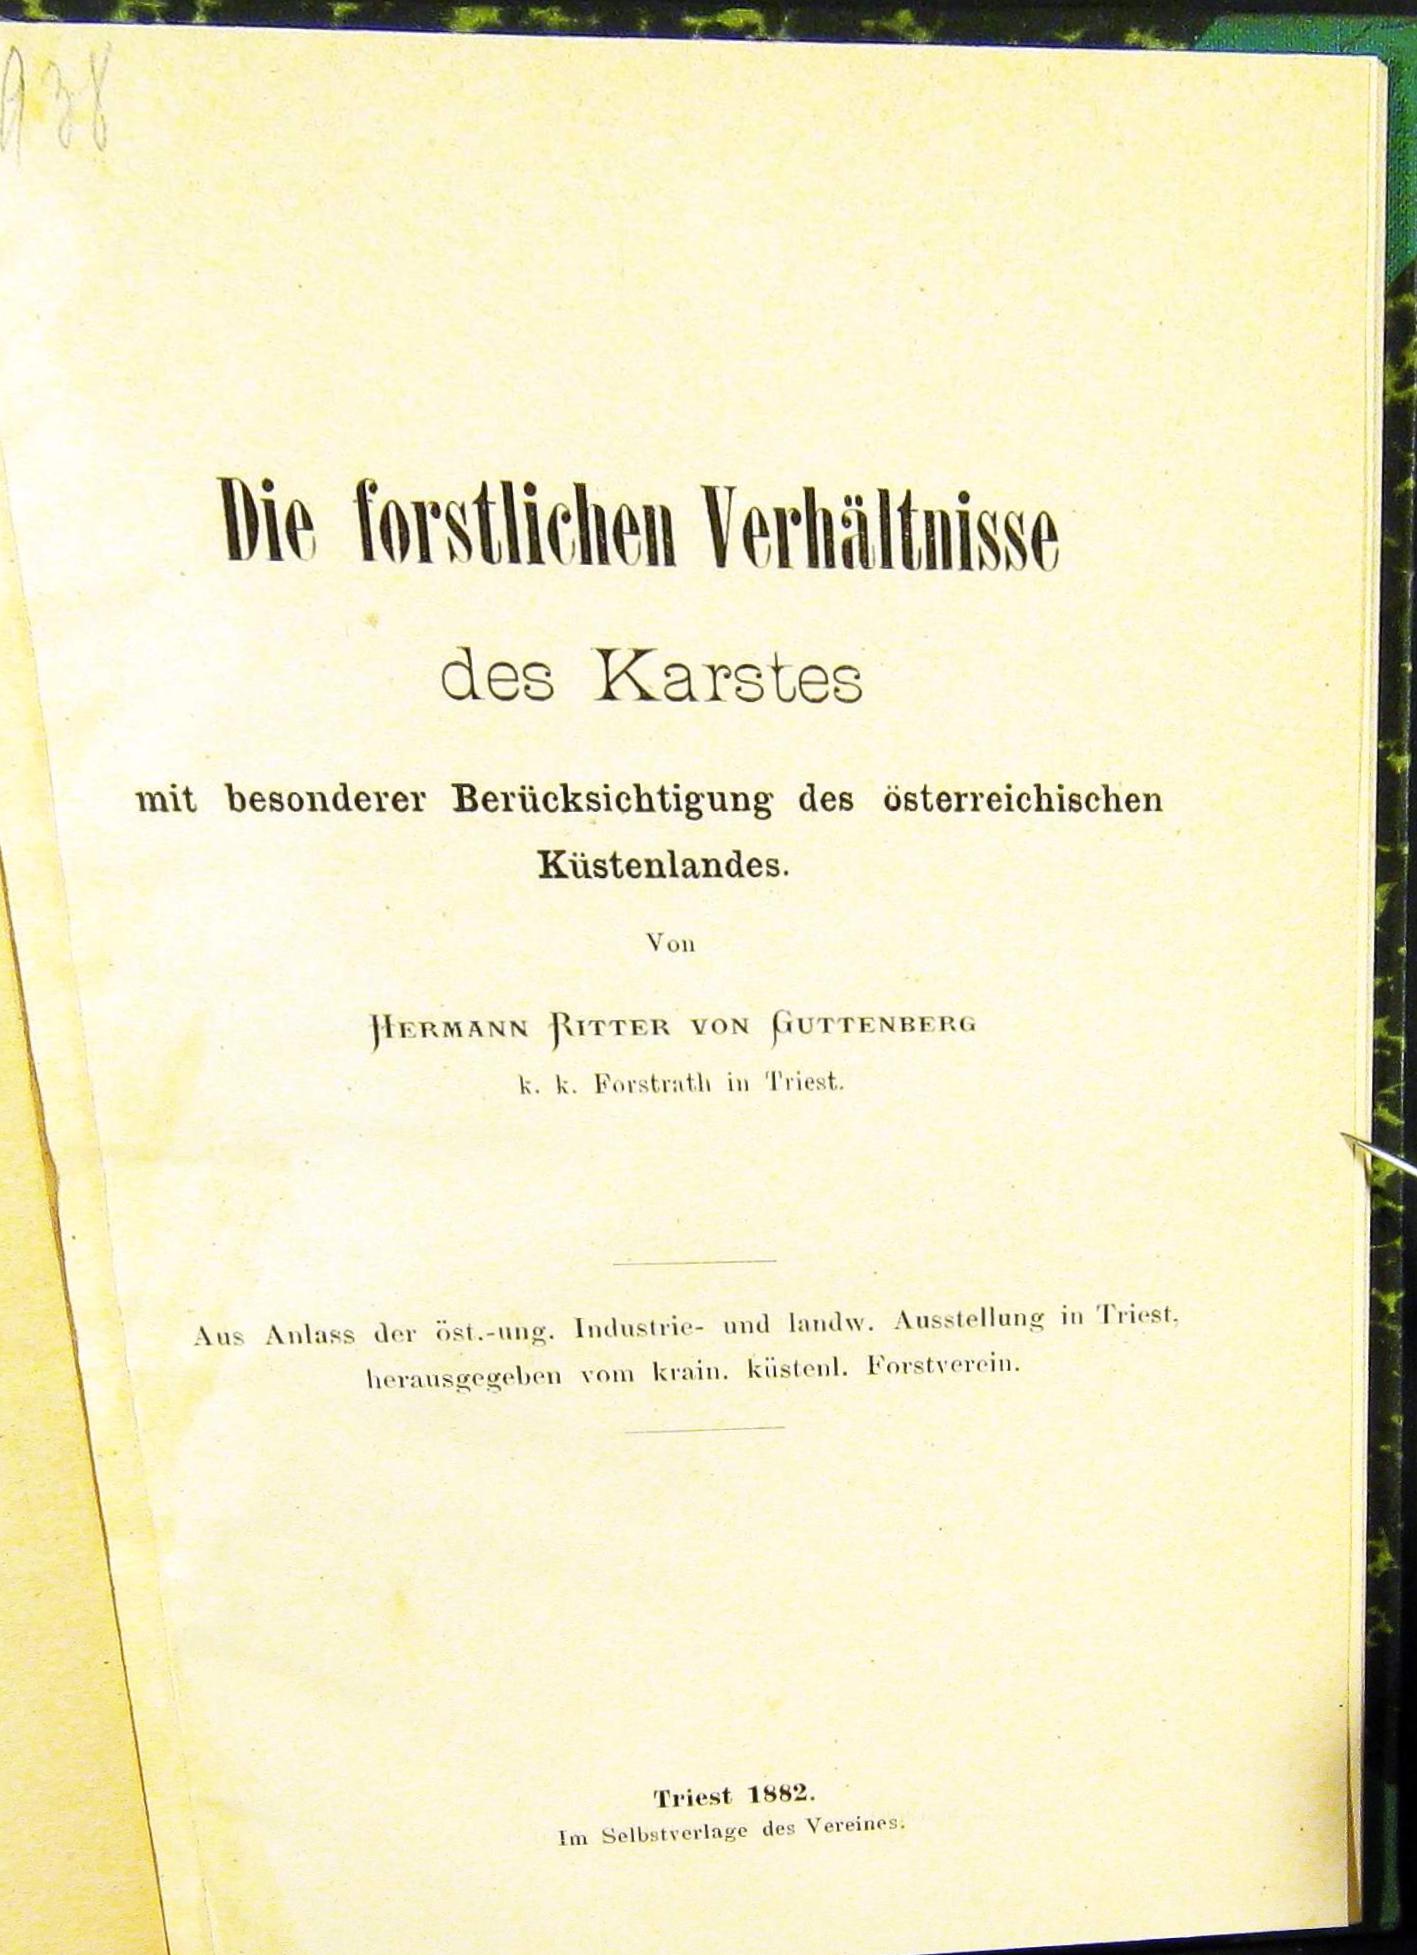 Die forstlichen Verhältnisse
des Karstes
mit besonderer Berücksichtigung des österreichischen
Küstenlandes.
Von
HERMANN RITTER VON GUTTENBERG
k. k. Forstrath in Triest.
Aus Anlass der öst.-ung. Industrie- und landw. Ausstellung in Triest,
herausgegeben vom krain. küstenl. Forstverein.
Triest 1882.
Im Selbstverlage des Vereines.